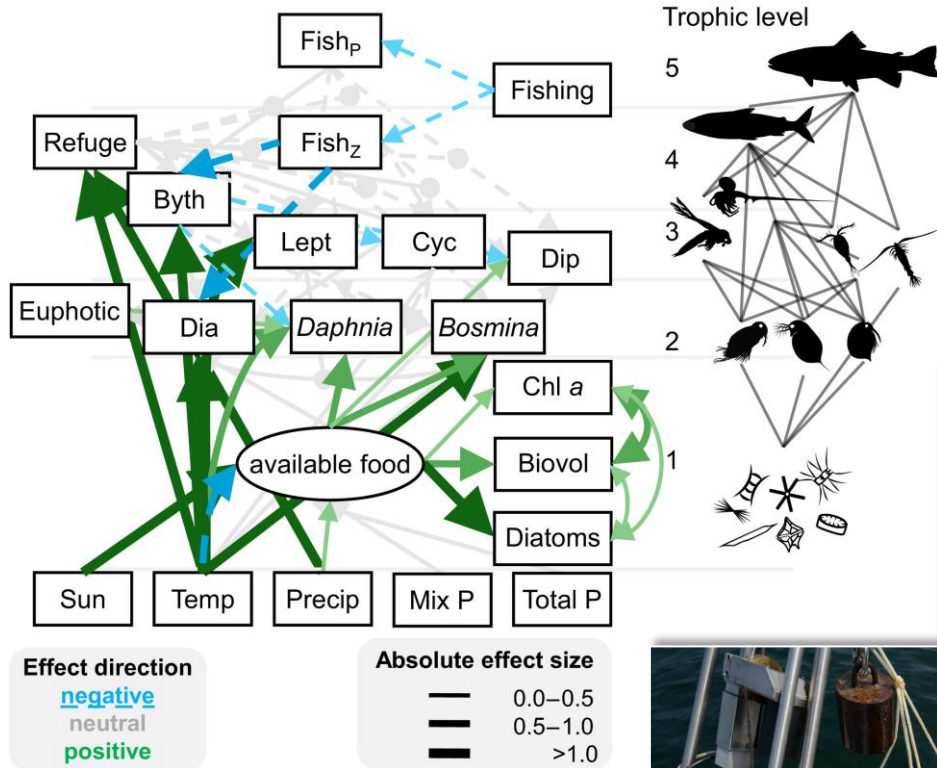 Trophic level
Fish_P
5
Fishing
Refuge
Fish_Z
4
Byth
Lept
Cyc
3
Dip
Euphotic
Dia
Daphnia
Bosmina
2
Chl a
available food
Biovol
1
Diatoms
Sun
Temp
Precip
Mix P
Total P
Effect direction
negative
neutral
positive
Absolute effect size
0.0–0.5
0.5–1.0
>1.0